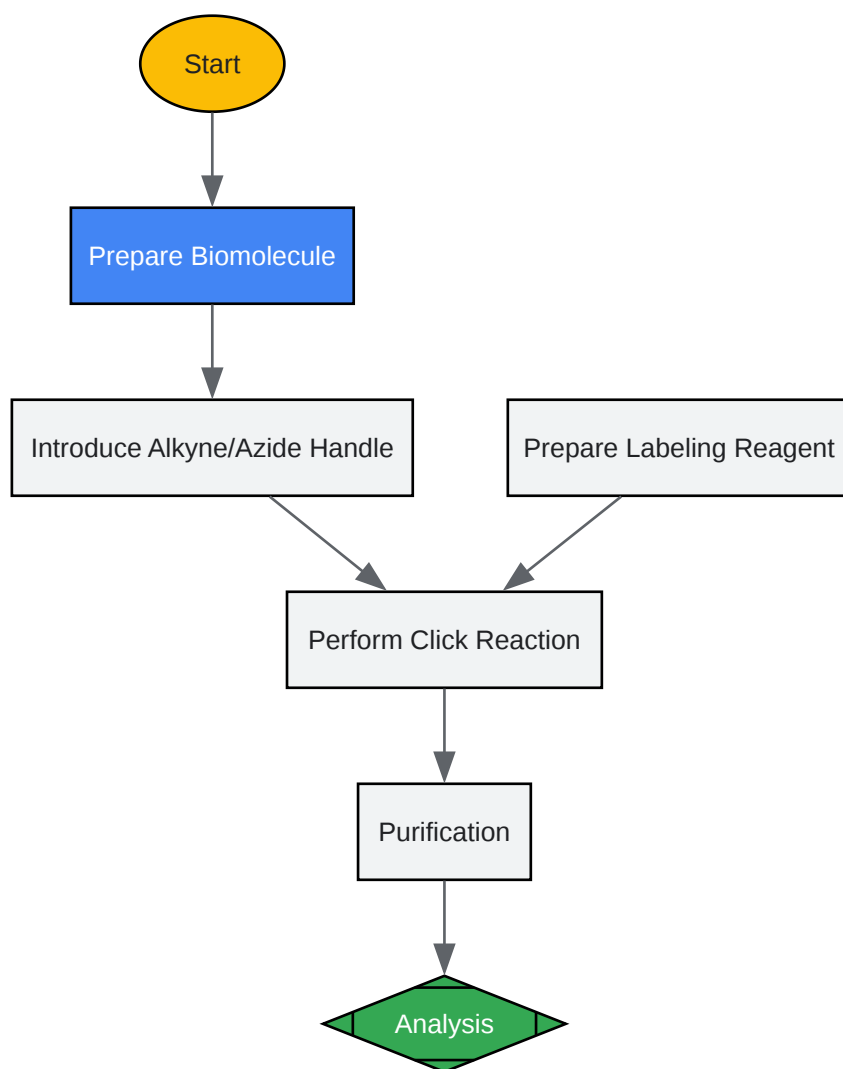 Start
Prepare Biomolecule
Introduce Alkyne/Azide Handle
Prepare Labeling Reagent
Perform Click Reaction
Purification
Analysis